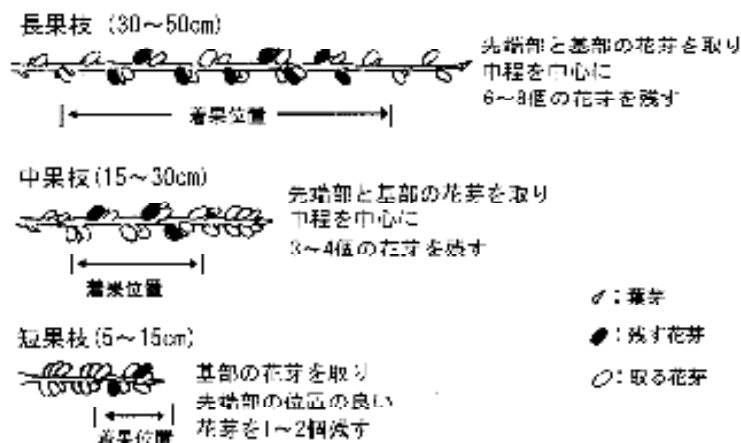 長果枝 (30〜50cm)
先端部と基部の花芽を取り
中程を中心に
6〜8個の花芽を残す
着果位置
中果枝(15〜30cm)
先端部と基部の花芽を取り
中程を中心に
3〜4個の花芽を残す
着果位置
短果枝(5〜15cm)
基部の花芽を取り
先端部の位置の良い
花芽を1〜2個残す
着果位置
:葉芽
:残す花芽
:取る花芽